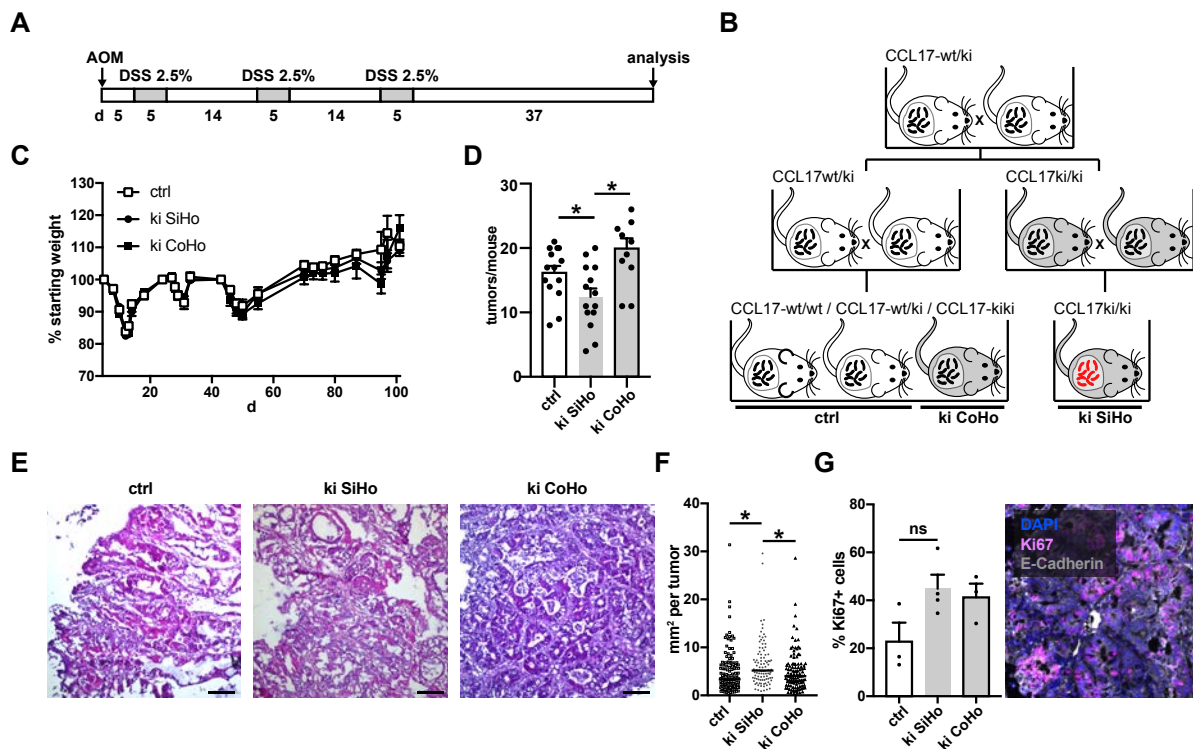 A
AOM
analysis
DSS 2.5% DSS 2.5% DSS 2.5%
d 5 5 14 5 14 5 37
B
CCL17-wt/ki
x
CCL17wt/ki
CCL17ki/ki
x
x
CCL17-wt/wt / CCL17-wt/ki / CCL17-kiki
CCL17ki/ki
ctrl
ki CoHo
ki SiHo
C
% starting weight
130
120
110
100
90
80
70
20 40 60 80 100
d
ctrl
ki SiHo
ki CoHo
D
tumors/mouse
30
20
10
0
* *
ctrl
ki SiHo
ki CoHo
E
ctrl
ki SiHo
ki CoHo
F
mm² per tumor
40
30
20
10
0
* *
ctrl
ki SiHo
ki CoHo
G
% Ki67+ cells
80
60
40
20
0
ns
ctrl
ki SiHo
ki CoHo
DAPI
Ki67
E-Cadherin